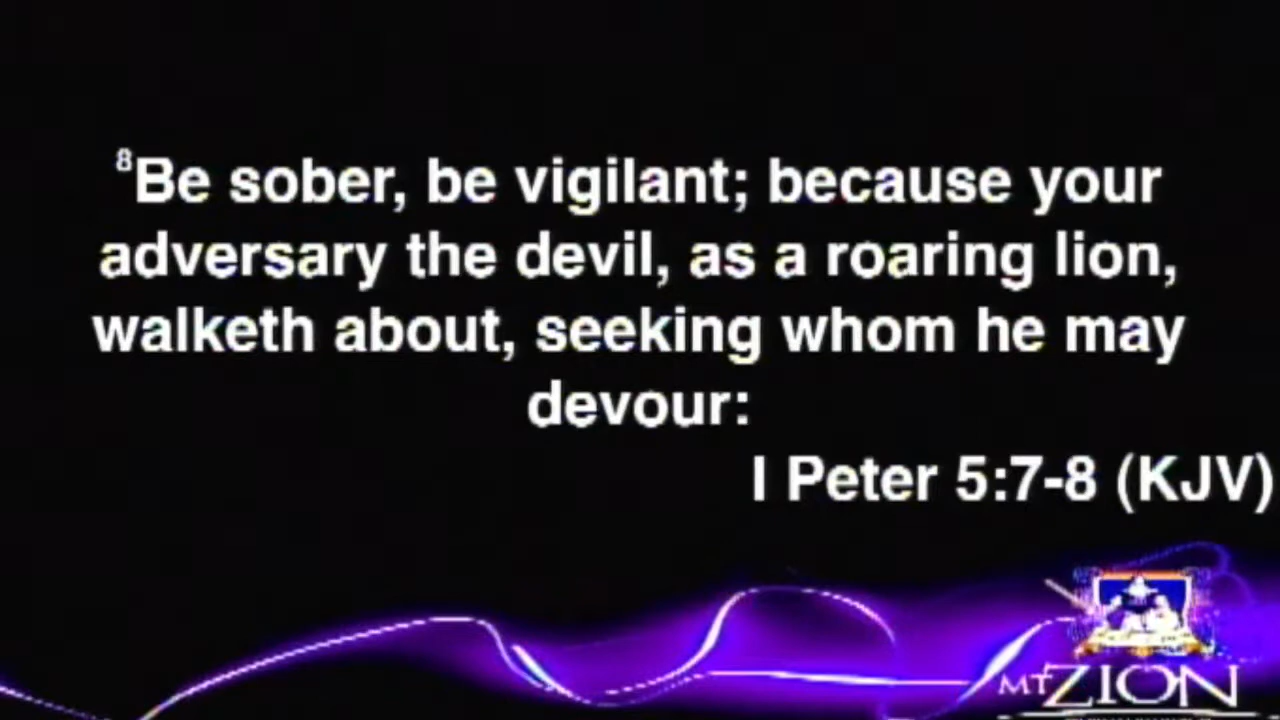 ⁸Be sober, be vigilant; because your
adversary the devil, as a roaring lion,
walketh about, seeking whom he may
devour:
I Peter 5:7-8 (KJV)
MT ZION